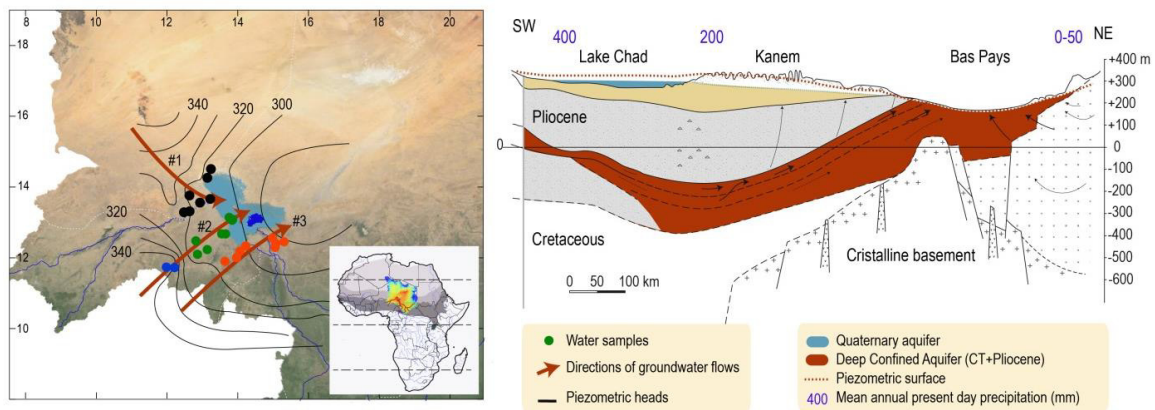 8 10 12 14 16 18 20
18
16
14
12
10
340 320 300
#1
320
#2
#3
340
SW
NE
400
200
0-50
Lake Chad
Kanem
Bas Pays
+400 m
+300
+200
+100
0
-100
-200
-300
-400
-500
-600
0
Pliocene
Cretaceous
Cristalline basement
0 50 100 km
Water samples
Directions of groundwater flows
Piezometric heads
Quaternary aquifer
Deep Confined Aquifer (CT+Pliocene)
Piezometric surface
400 Mean annual present day precipitation (mm)